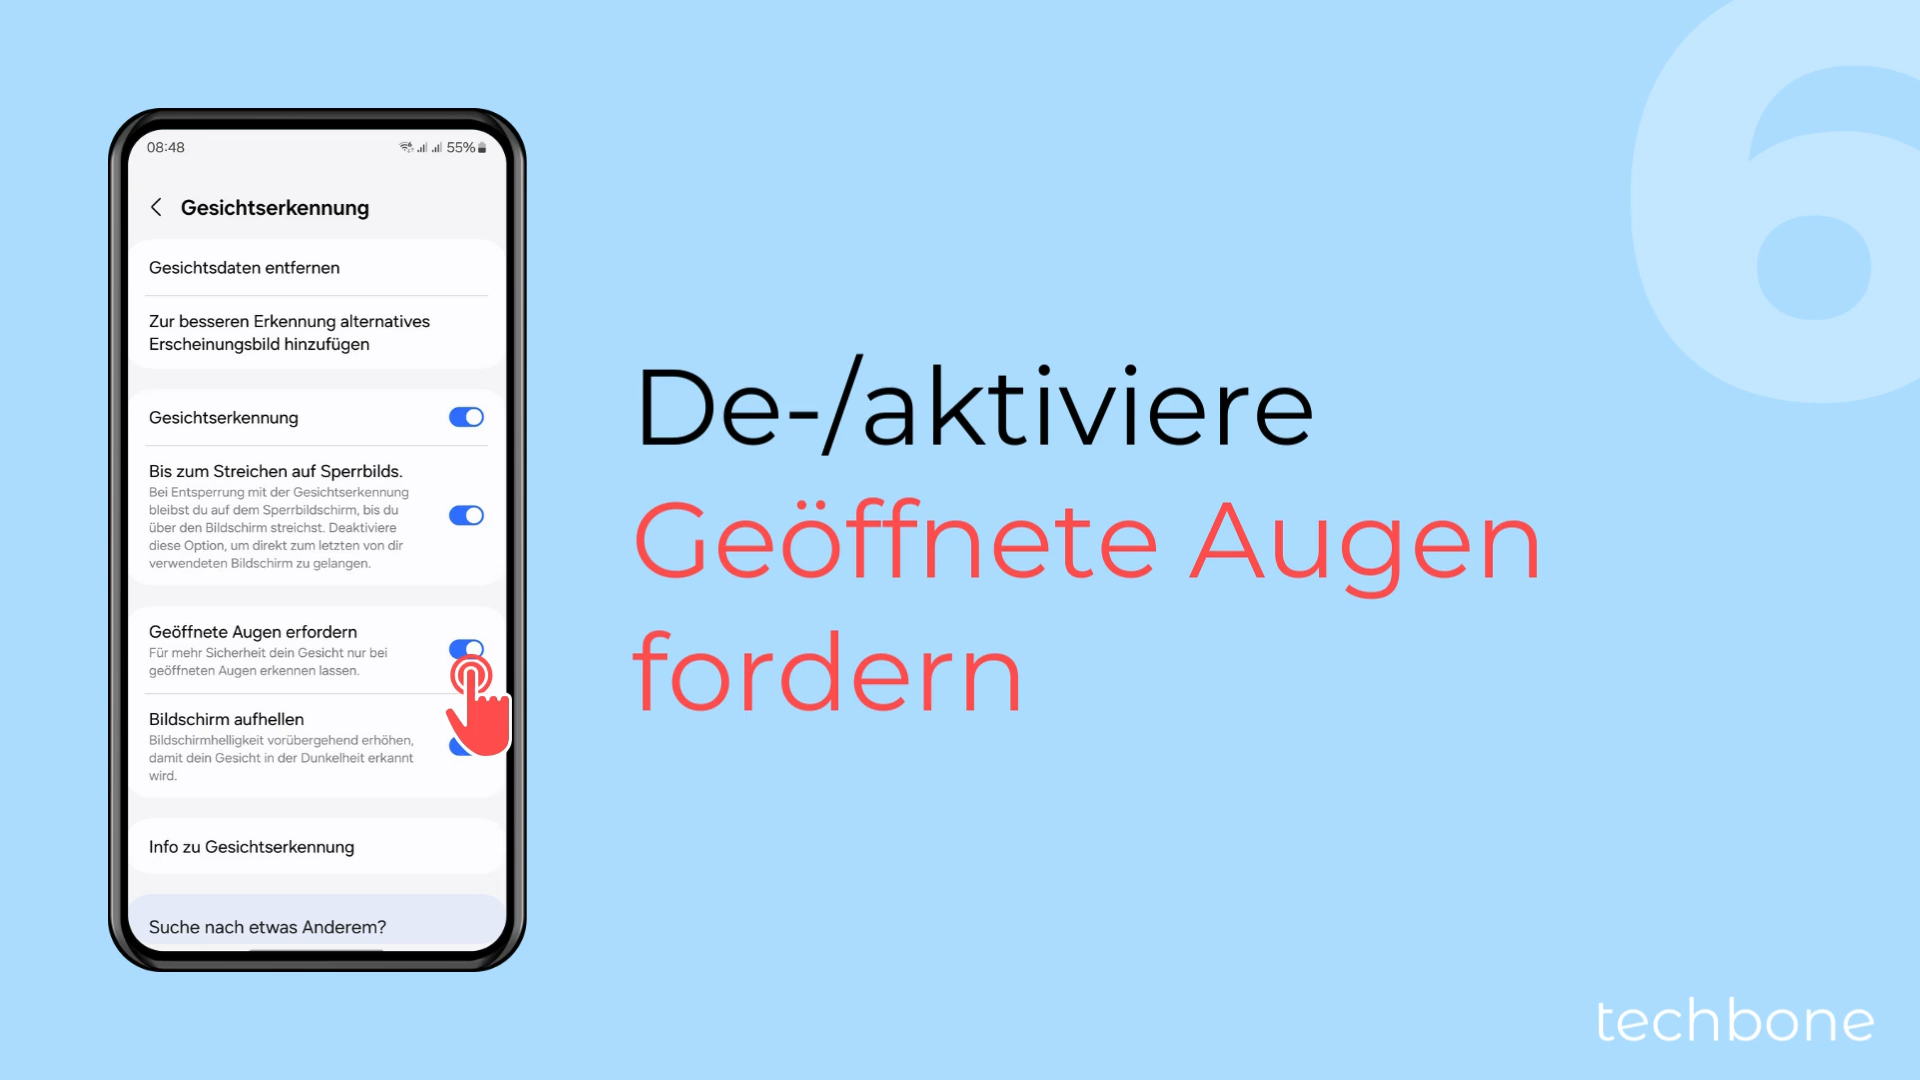 6
08:48
55%
Gesichtserkennung
Gesichtsdaten entfernen
Zur besseren Erkennung alternatives
Erscheinungsbild hinzufügen
Gesichtserkennung
Bis zum Streichen auf Sperrbilds.
Bei Entsperrung mit der Gesichtserkennung
bleibst du auf dem Sperrbildschirm, bis du
über den Bildschirm streichst. Deaktiviere
diese Option, um direkt zum letzten von dir
verwendeten Bildschirm zu gelangen.
Geöffnete Augen erfordern
Für mehr Sicherheit dein Gesicht nur bei
geöffneten Augen erkennen lassen.
Bildschirm aufhellen
Bildschirmhelligkeit vorübergehend erhöhen,
damit dein Gesicht in der Dunkelheit erkannt
wird.
Info zu Gesichtserkennung
Suche nach etwas Anderem?
De-/aktiviere
Geöffnete Augen
fordern
techbone